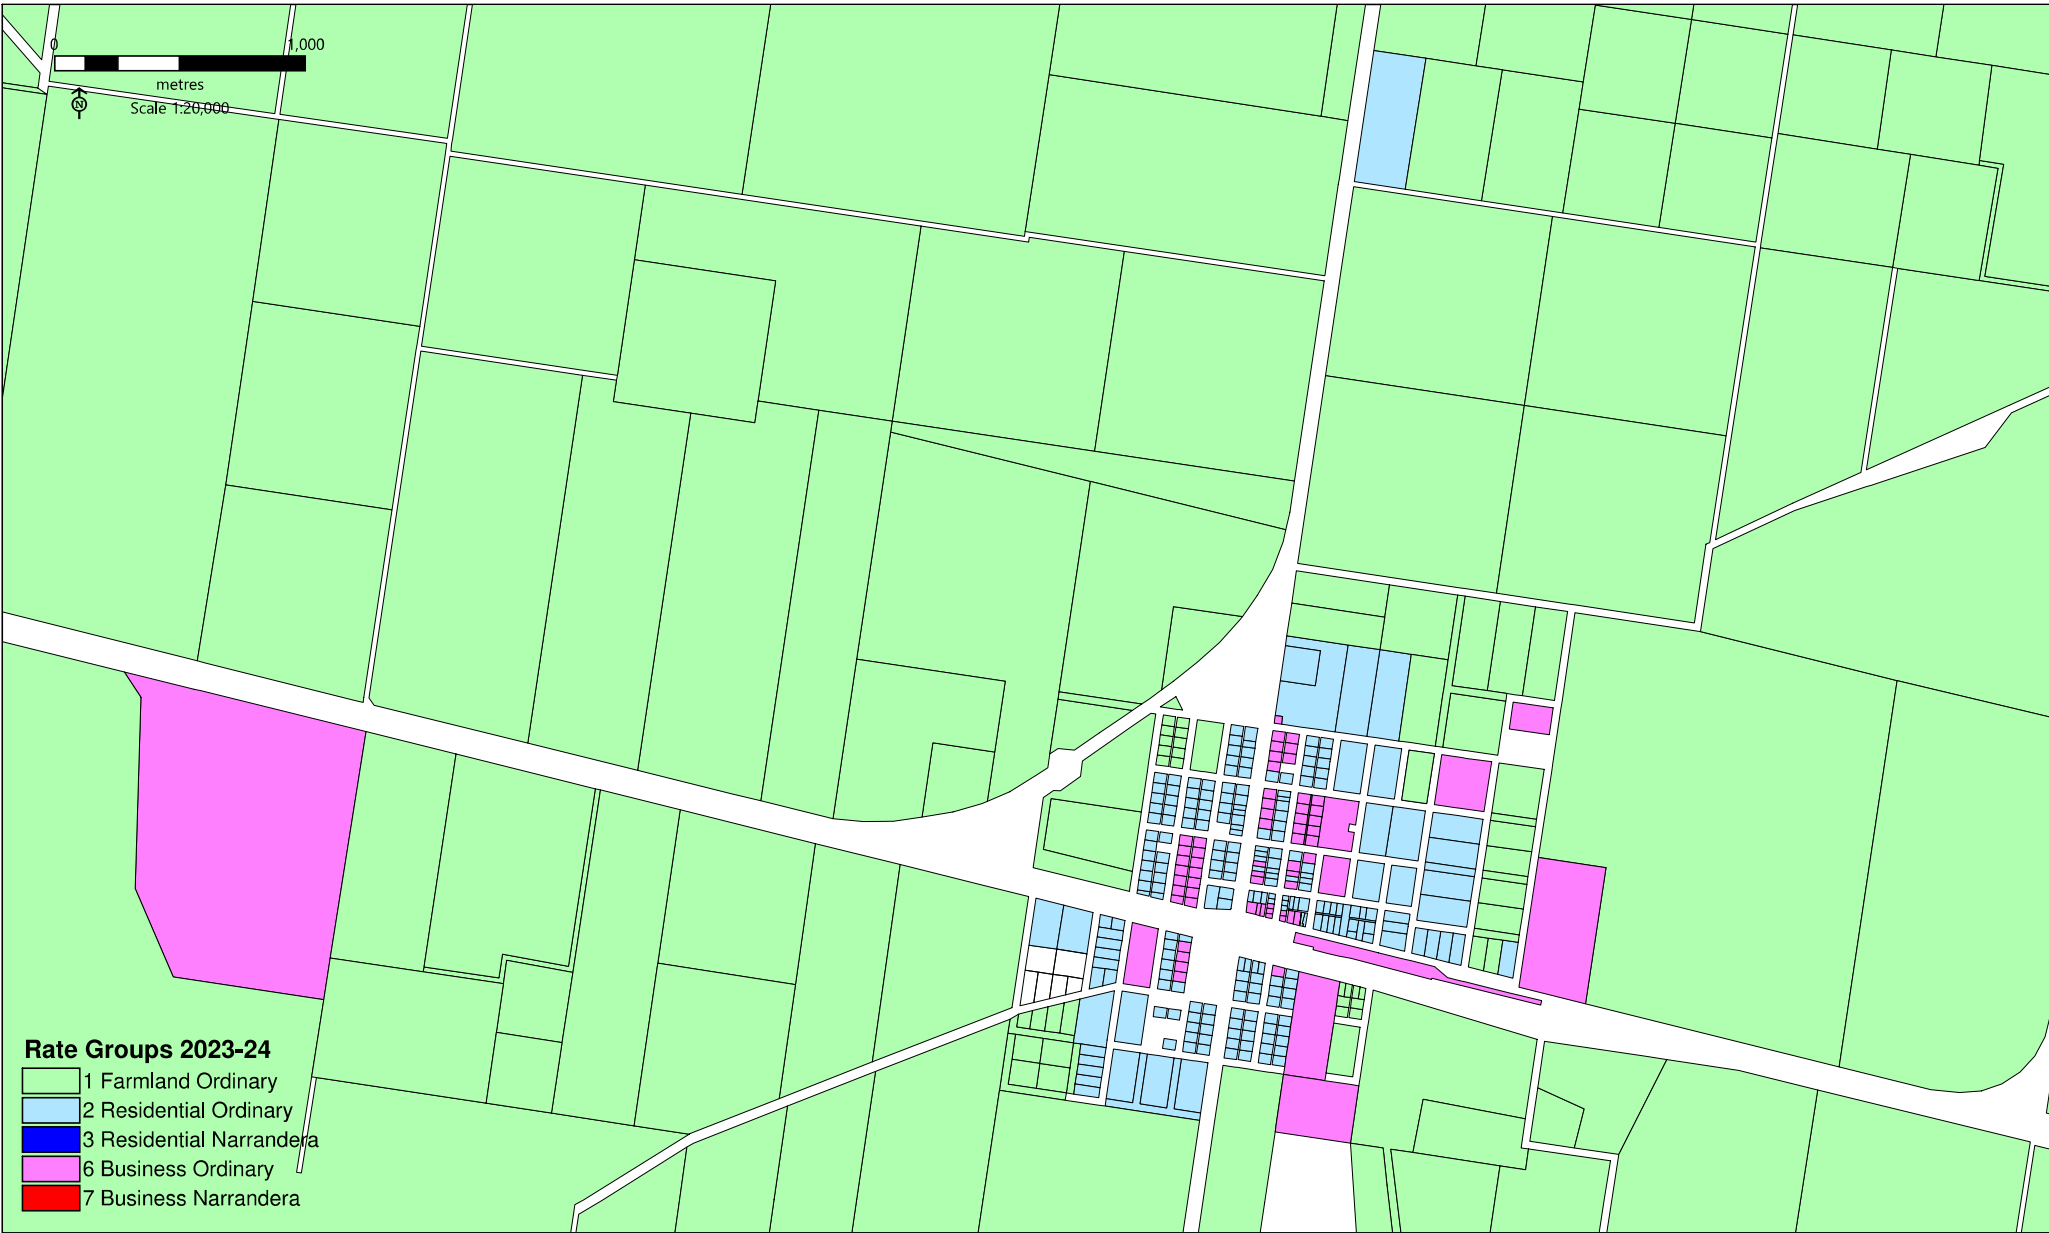 0 1,000
metres
N
Scale 1:20,000
Rate Groups 2023-24
1 Farmland Ordinary
2 Residential Ordinary
3 Residential Narrandera
6 Business Ordinary
7 Business Narrandera